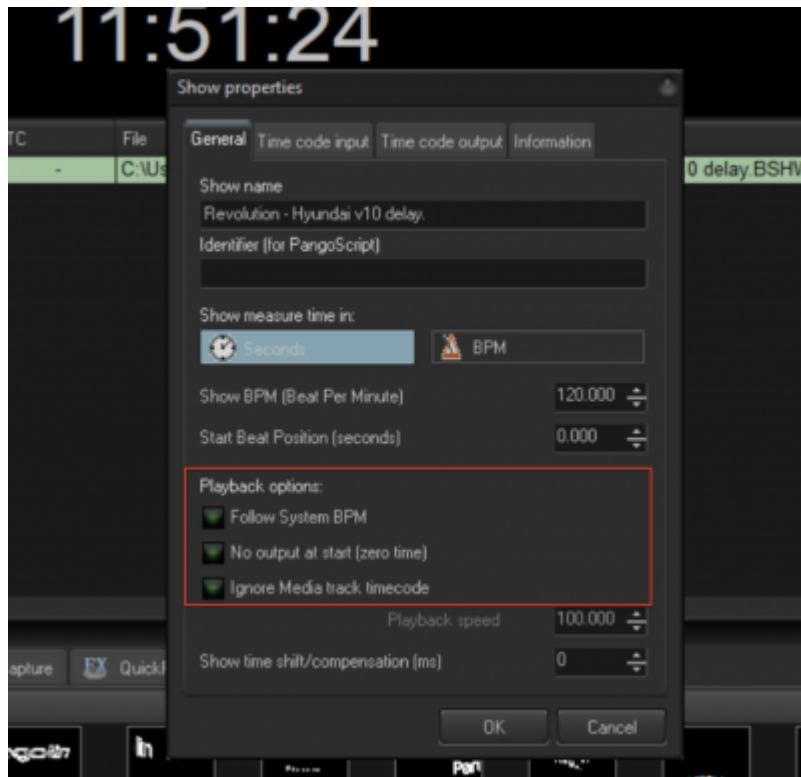 11:51:24
Show properties
TC File
General Time code input Time code output Information
- C:\Us 0 delay.BSHW
Show name
Revolution - Hyundai v10 delay.
Identifier (for PangoScript)
Show measure time in:
Seconds BPM
Show BPM (Beat Per Minute) 120.000
Start Beat Position (seconds) 0.000
Playback options:
Follow System BPM
No output at start (zero time)
Ignore Media track timecode
Playback speed 100.000
Show time shift/compensation (ms) 0
apture FX QuickF
OK Cancel
In